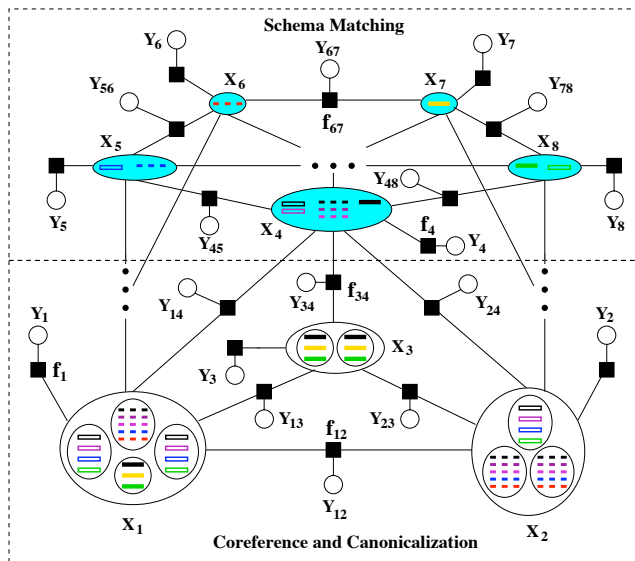 Schema Matching
Y6
Y67
Y7
X6
X7
Y56
Y78
f67
X5
X8
Y48
Y5
Y45
X4
f4
Y4
Y8
Y1
Y14
Y34
f34
Y24
Y2
f1
X3
Y3
Y13
Y23
f12
Y12
X1
X2
Coreference and Canonicalization